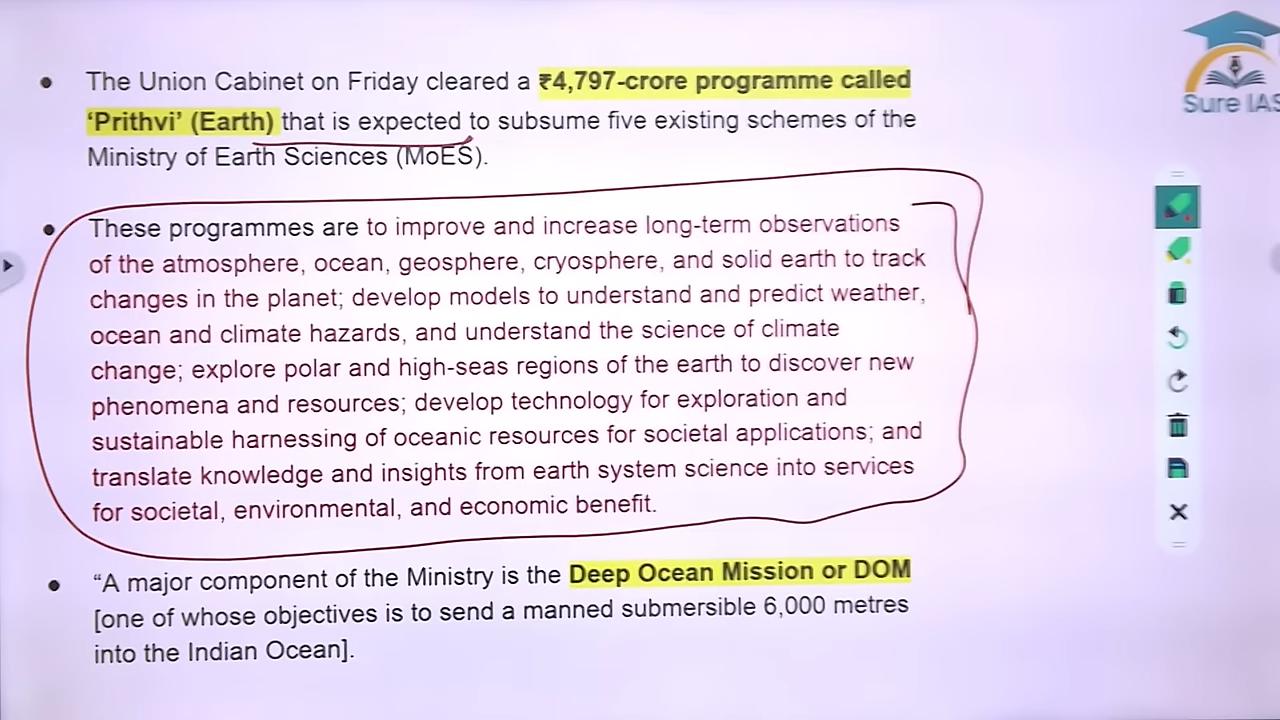 Sure IAS
• The Union Cabinet on Friday cleared a ₹4,797-crore programme called
‘Prithvi’ (Earth) that is expected to subsume five existing schemes of the
Ministry of Earth Sciences (MoES).
• These programmes are to improve and increase long-term observations
of the atmosphere, ocean, geosphere, cryosphere, and solid earth to track
changes in the planet; develop models to understand and predict weather,
ocean and climate hazards, and understand the science of climate
change; explore polar and high-seas regions of the earth to discover new
phenomena and resources; develop technology for exploration and
sustainable harnessing of oceanic resources for societal applications; and
translate knowledge and insights from earth system science into services
for societal, environmental, and economic benefit.
• “A major component of the Ministry is the Deep Ocean Mission or DOM
[one of whose objectives is to send a manned submersible 6,000 metres
into the Indian Ocean].